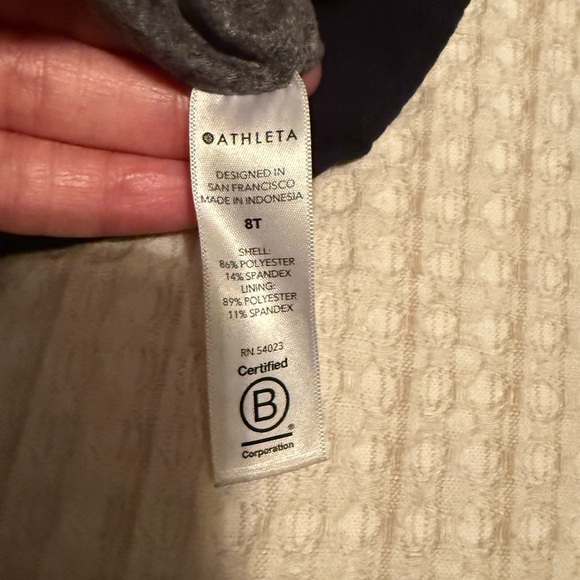 ATHLETA
DESIGNED IN
SAN FRANCISCO
MADE IN INDONESIA
8T
SHELL:
86% POLYESTER
14% SPANDEX
LINING:
89% POLYESTER
11% SPANDEX
RN 54023
Certified
B
®
Corporation